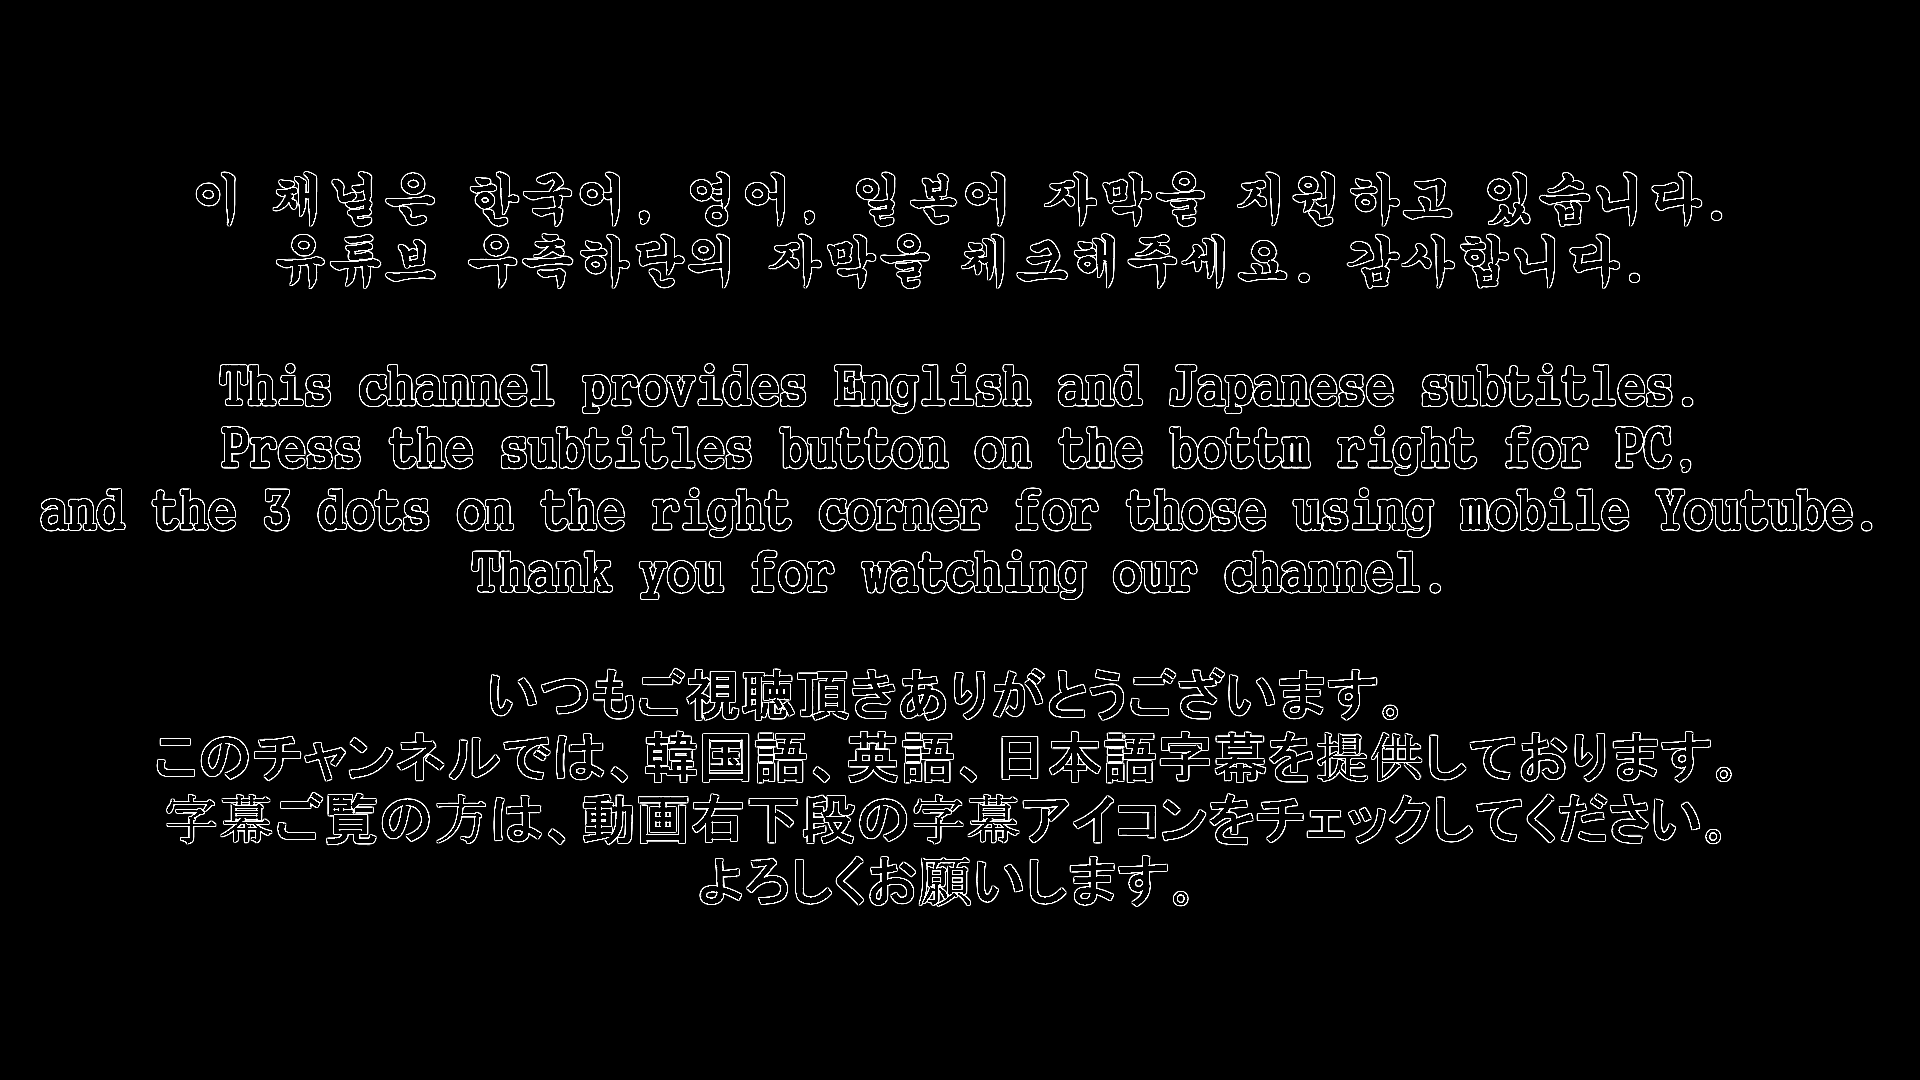 이 채널은 한국어, 영어, 일본어 자막을 지원하고 있습니다.
유튜브 우측하단의 자막을 체크해주세요. 감사합니다.
This channel provides English and Japanese subtitles.
Press the subtitles button on the bottm right for PC,
and the 3 dots on the right corner for those using mobile Youtube.
Thank you for watching our channel.
いつもご視聴頂きありがとうございます。
このチャンネルでは、韓国語、英語、日本語字幕を提供しております。
字幕ご覧の方は、動画右下段の字幕アイコンをチェックしてください。
よろしくお願いします。